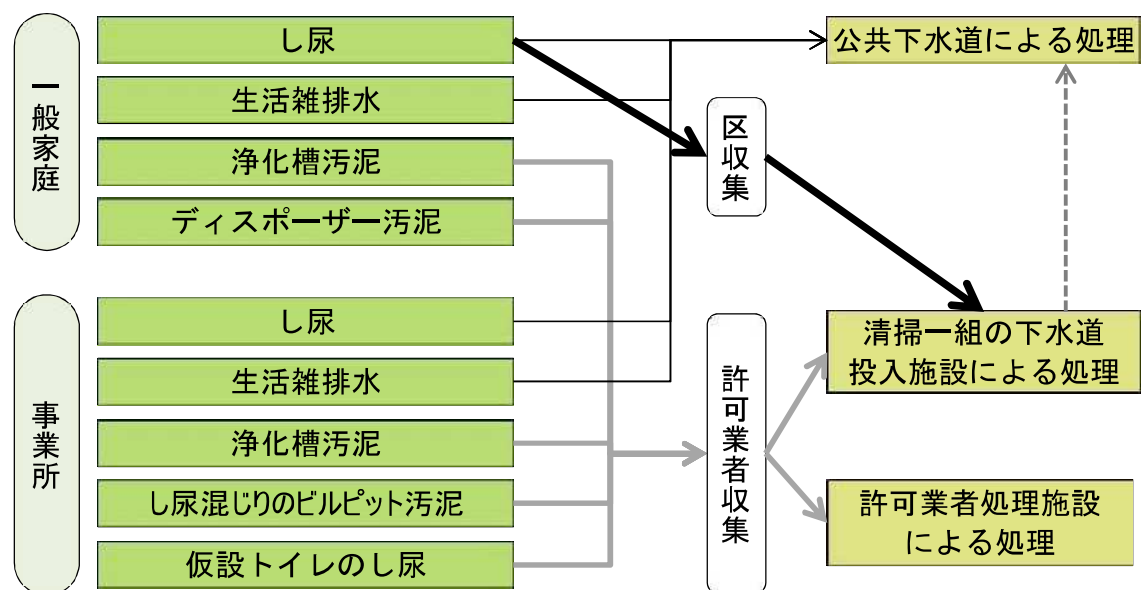 一般家庭
し尿
生活雑排水
浄化槽汚泥
ディスポーザー汚泥
事業所
し尿
生活雑排水
浄化槽汚泥
し尿混じりのビルピット汚泥
仮設トイレのし尿
区収集
許可業者収集
公共下水道による処理
清掃一組の下水道
投入施設による処理
許可業者処理施設
による処理